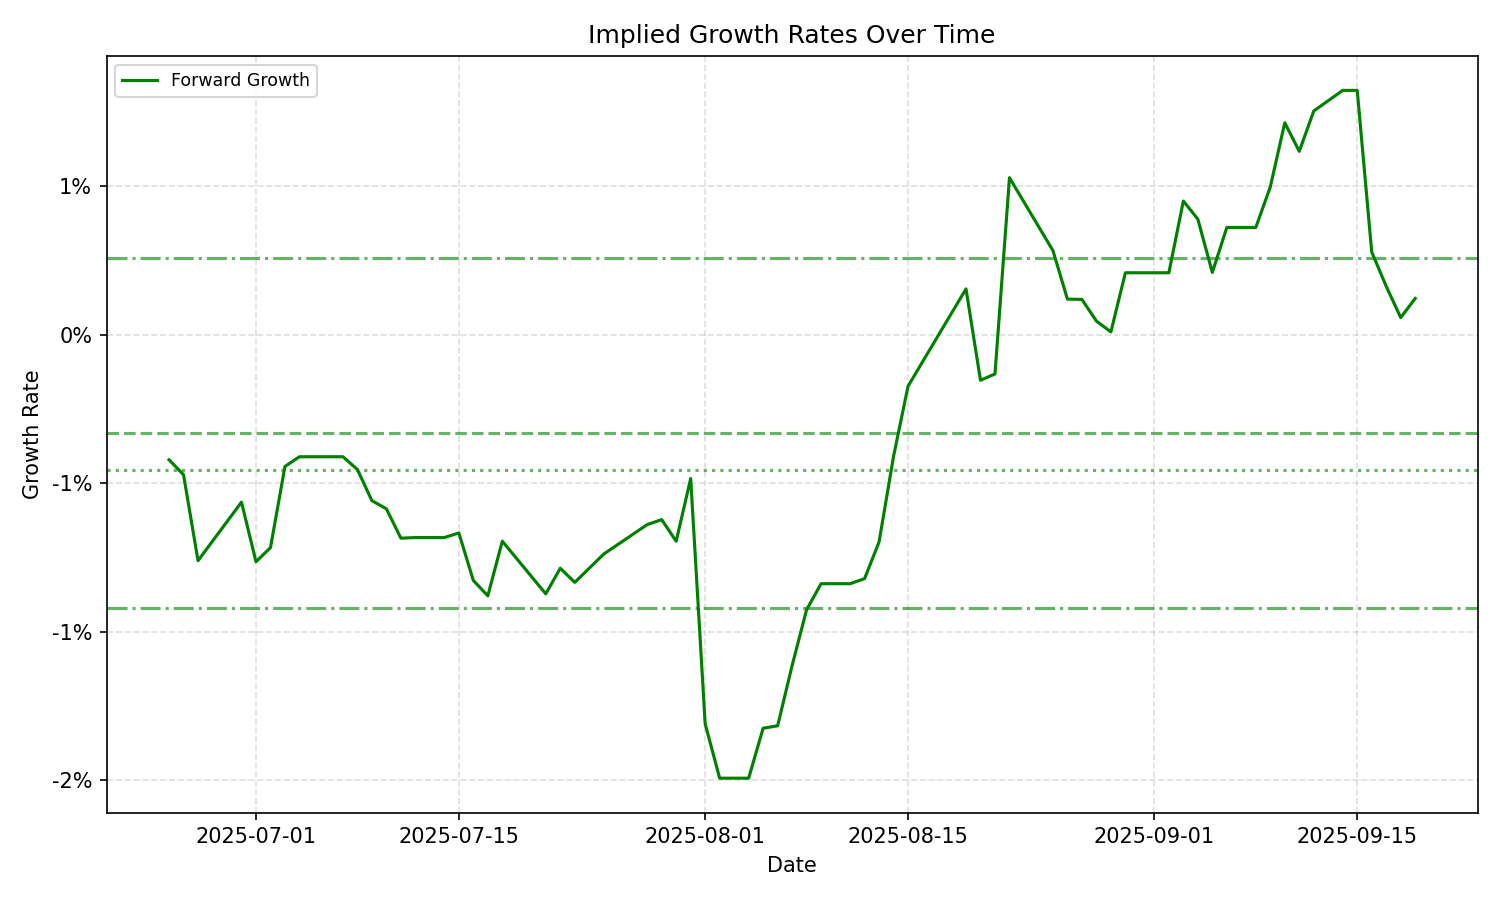 Implied Growth Rates Over Time
Forward Growth
Growth Rate
1%
0%
-1%
-1%
-2%
2025-07-01
2025-07-15
2025-08-01
2025-08-15
2025-09-01
2025-09-15
Date